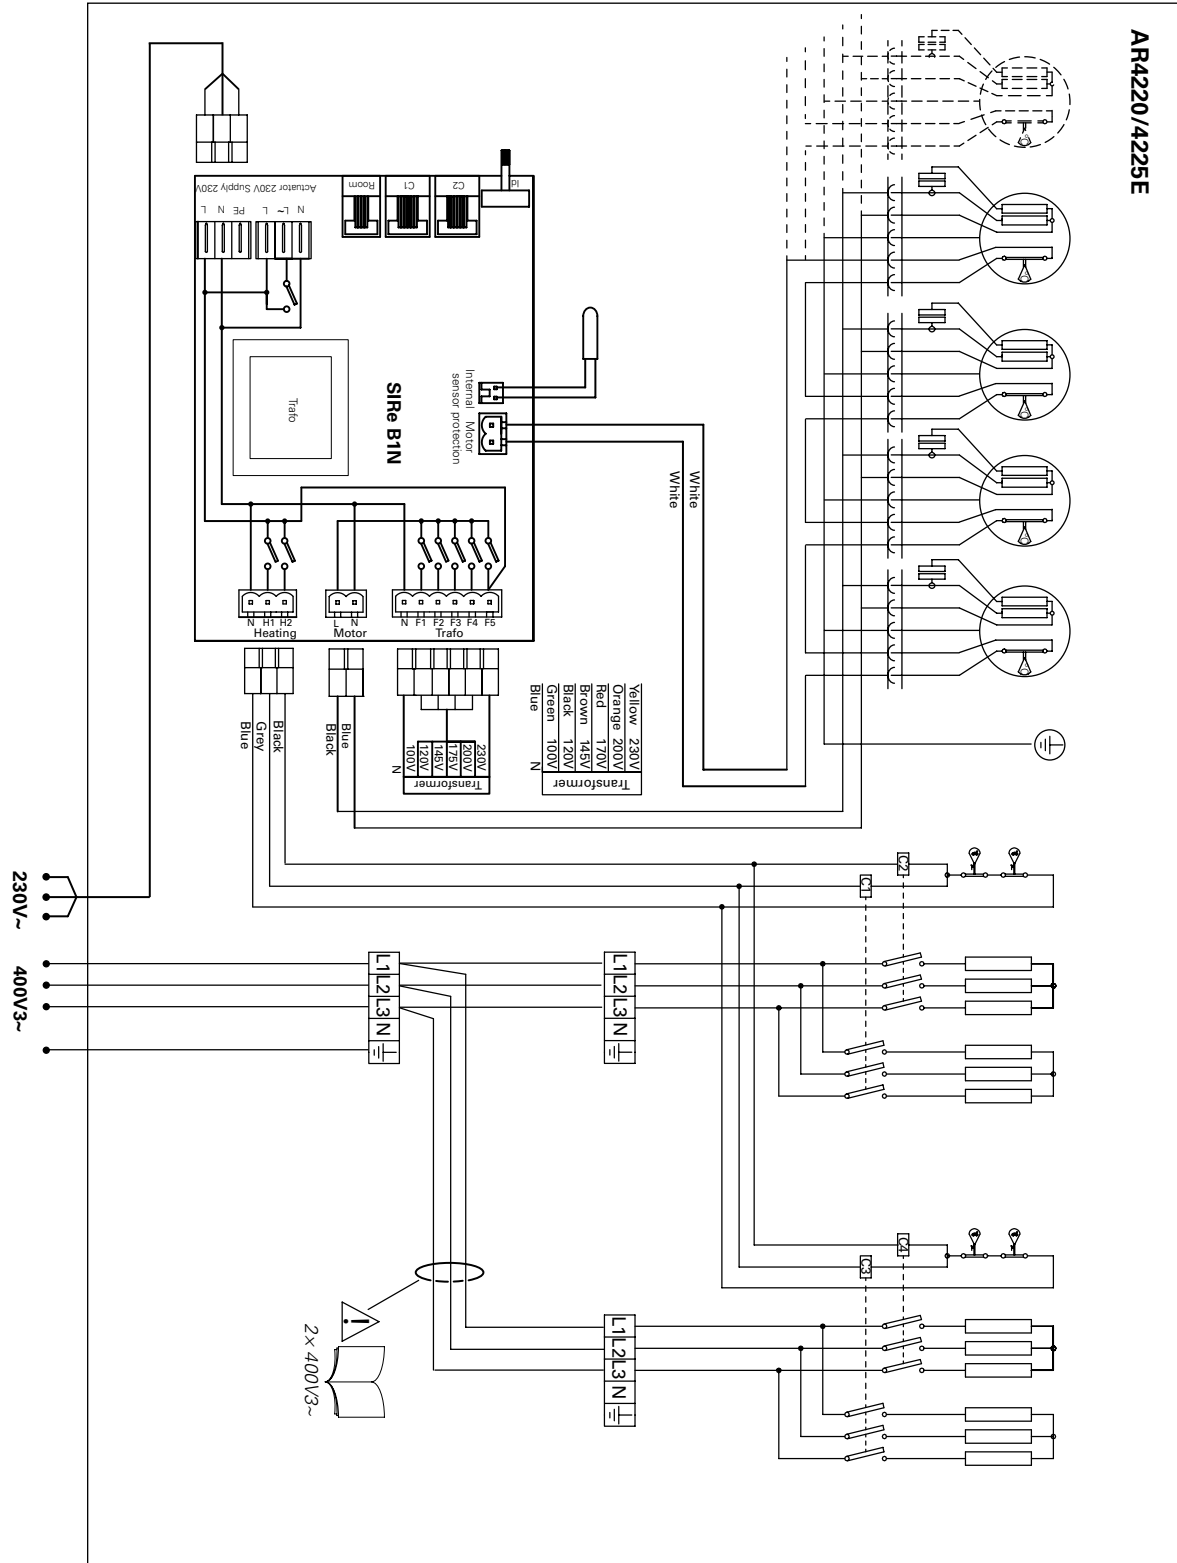 AR4220/4225E
Supply 230V
Actuator 230V
L
N
PE
L
L~
N
Room
C1
C2
Id
Trafo
SIRe B1N
Internal sensor
Motor protection
White
White
N
H1
H2
Heating
L
N
Motor
N
F1
F2
F3
F4
F5
Trafo
Blue
Grey
Black
Black
Blue
N
100V
120V
145V
175V
200V
230V
Transformer
Yellow 230V
Orange 200V
Red 170V
Brown 145V
Black 120V
Green 100V
Blue N
Transformer
C2
C1
230V~
400V3~
L1
L2
L3
N
L1
L2
L3
N
C4
C3
2× 400V3~
L1
L2
L3
N